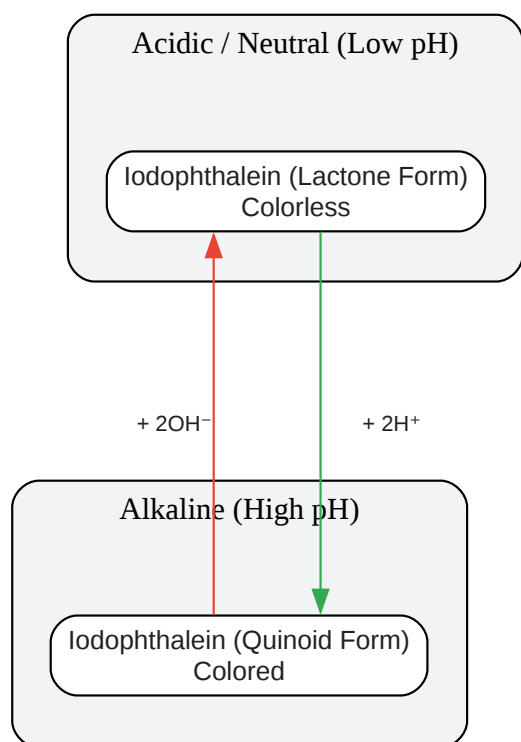 Acidic / Neutral (Low pH)
Iodophthalein (Lactone Form)
Colorless
+ 2OH⁻
+ 2H⁺
Alkaline (High pH)
Iodophthalein (Quinoid Form)
Colored